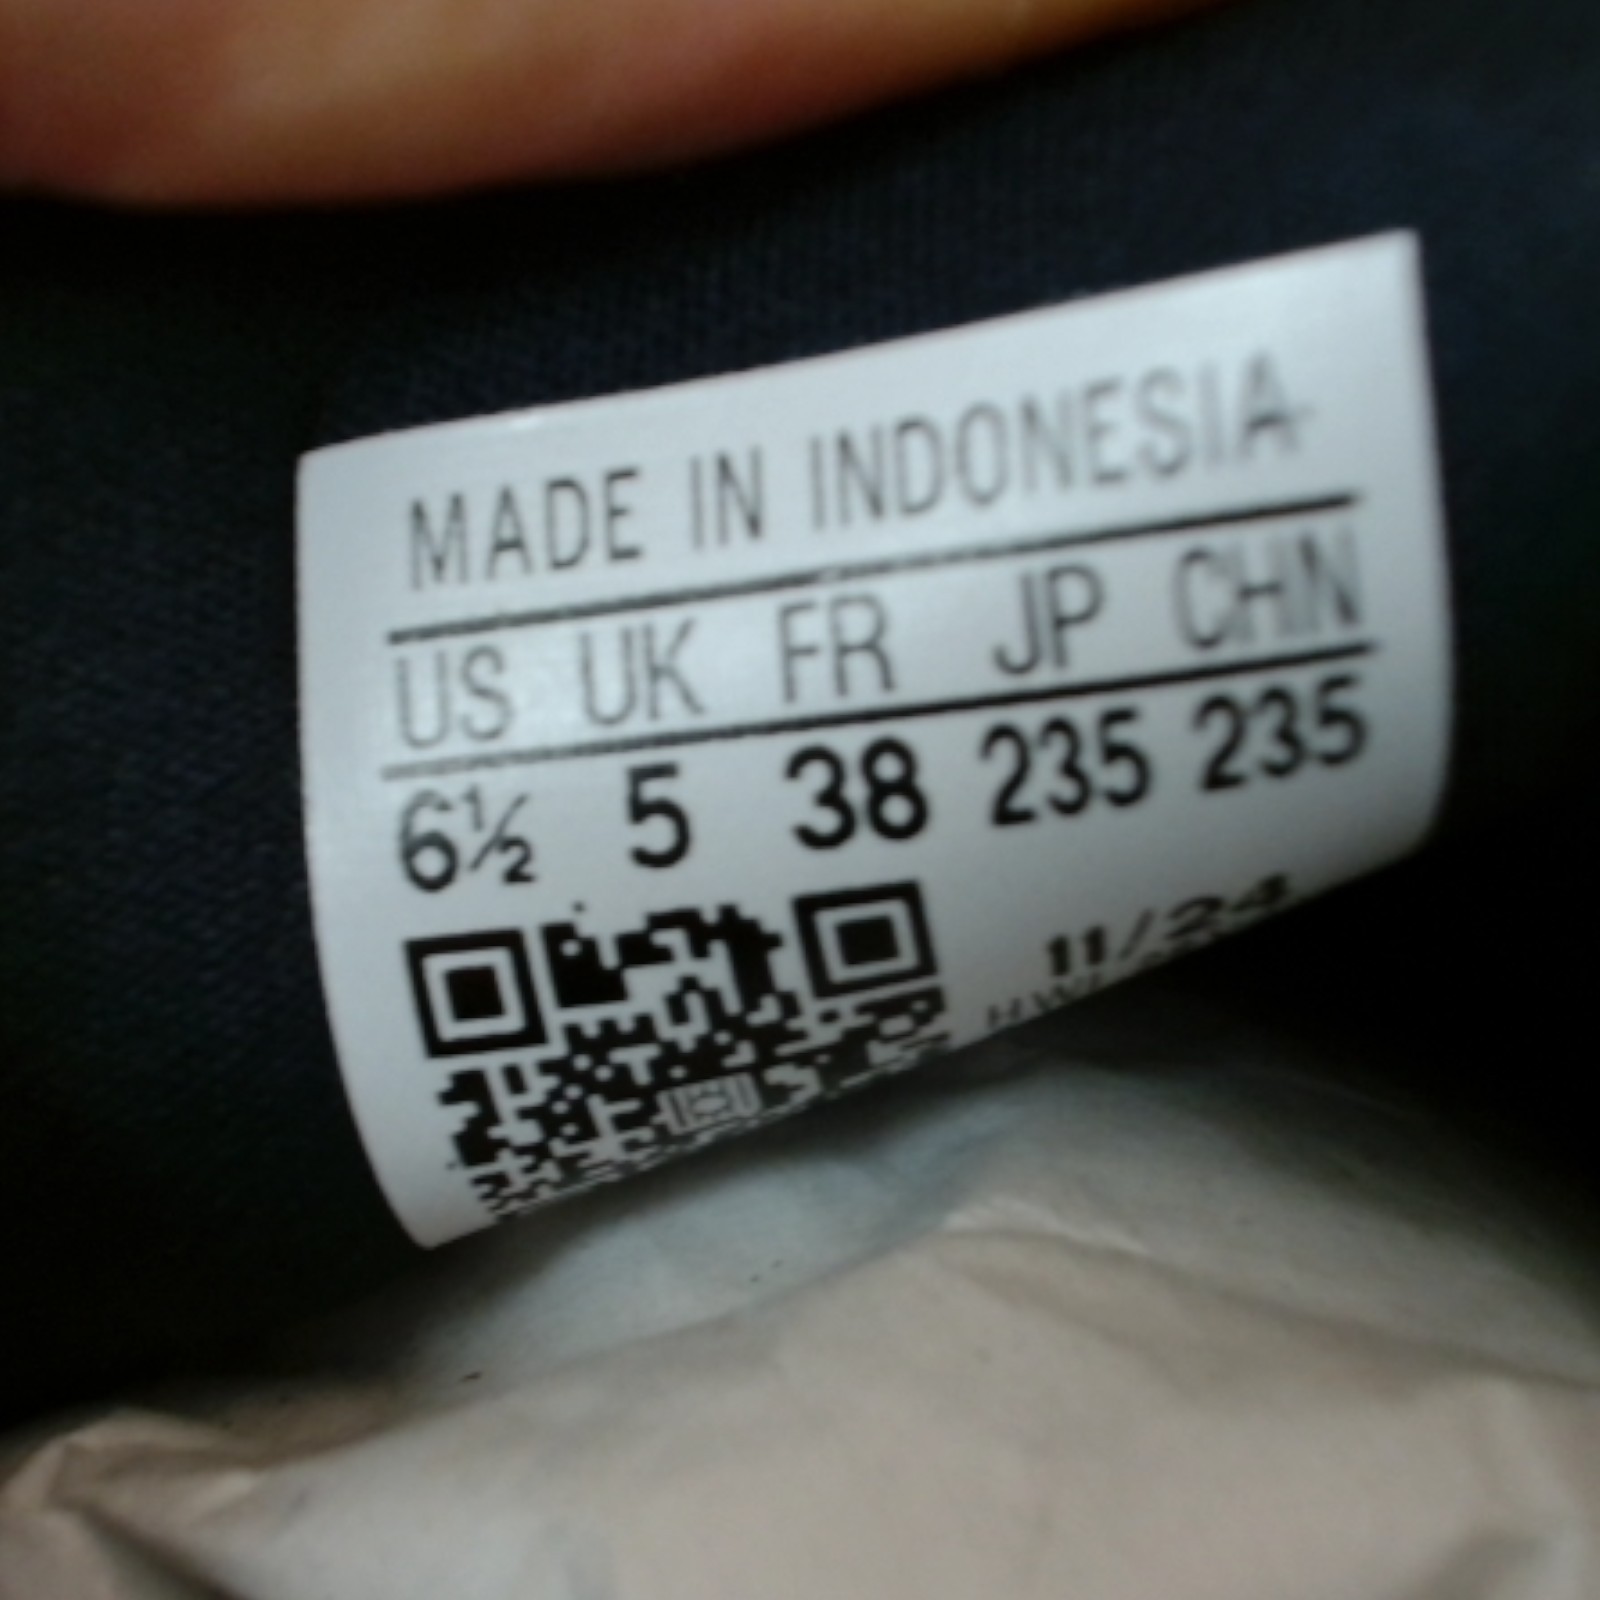 MADE IN INDONESIA
US UK FR JP CHN
6½ 5 38 235 235
11/24